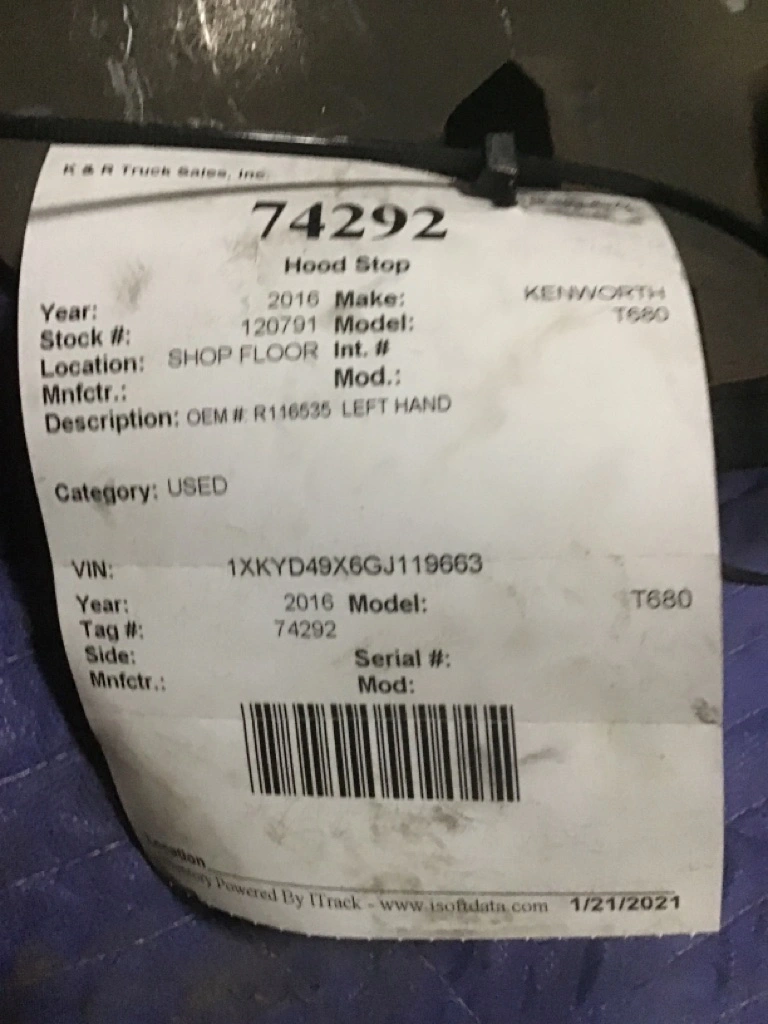 K & R Truck Sales, Inc.
74292
Hood Stop
Year: 2016 Make: KENWORTH
Stock #: 120791 Model: T680
Location: SHOP FLOOR Int. #
Mnfctr.: Mod.:
Description: OEM #: R116535 LEFT HAND
Category: USED
VIN: 1XKYD49X6GJ119663
Year: 2016 Model: T680
Tag #: 74292
Side: Serial #:
Mnfctr.: Mod:
Location
Powered By ITrack - www.isoftdata.com 1/21/2021